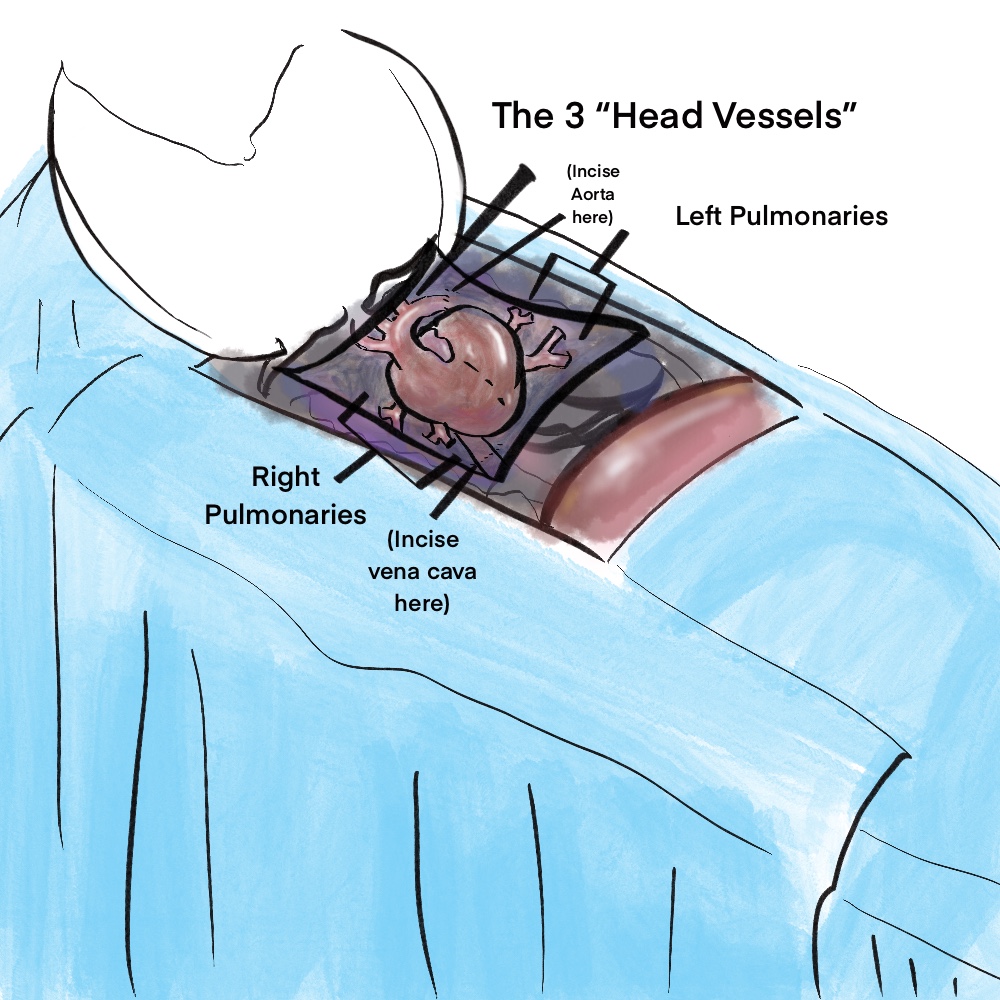 The 3 “Head Vessels”
(Incise
Aorta
here)
Left Pulmonaries
Right
Pulmonaries
(Incise
vena cava
here)